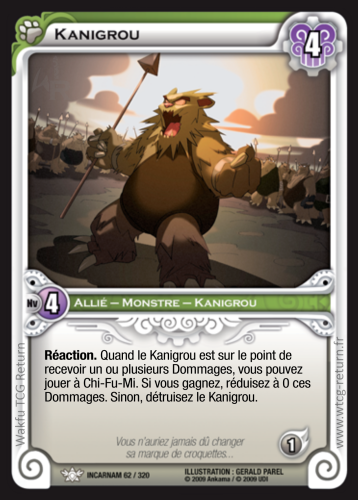 Kanigrou
4
Nv 4 Allié – Monstre – Kanigrou
Réaction. Quand le Kanigrou est sur le point de
recevoir un ou plusieurs Dommages, vous pouvez
jouer à Chi-Fu-Mi. Si vous gagnez, réduisez à 0 ces
Dommages. Sinon, détruisez le Kanigrou.
Vous n'auriez jamais dû changer
sa marque de croquettes...
1
INCARNAM 62 / 320
ILLUSTRATION : GERALD PAREL
© 2009 Ankama / © 2009 UDI
Wakfu TCG Return
www.wtcg-return.fr